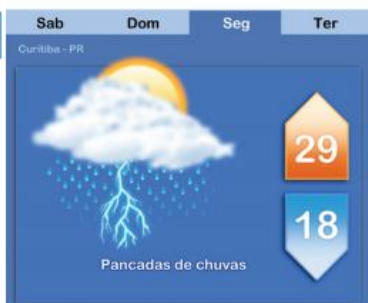 Sab Dom Seg Ter
Curitiba - PR
29
18
Pancadas de chuvas